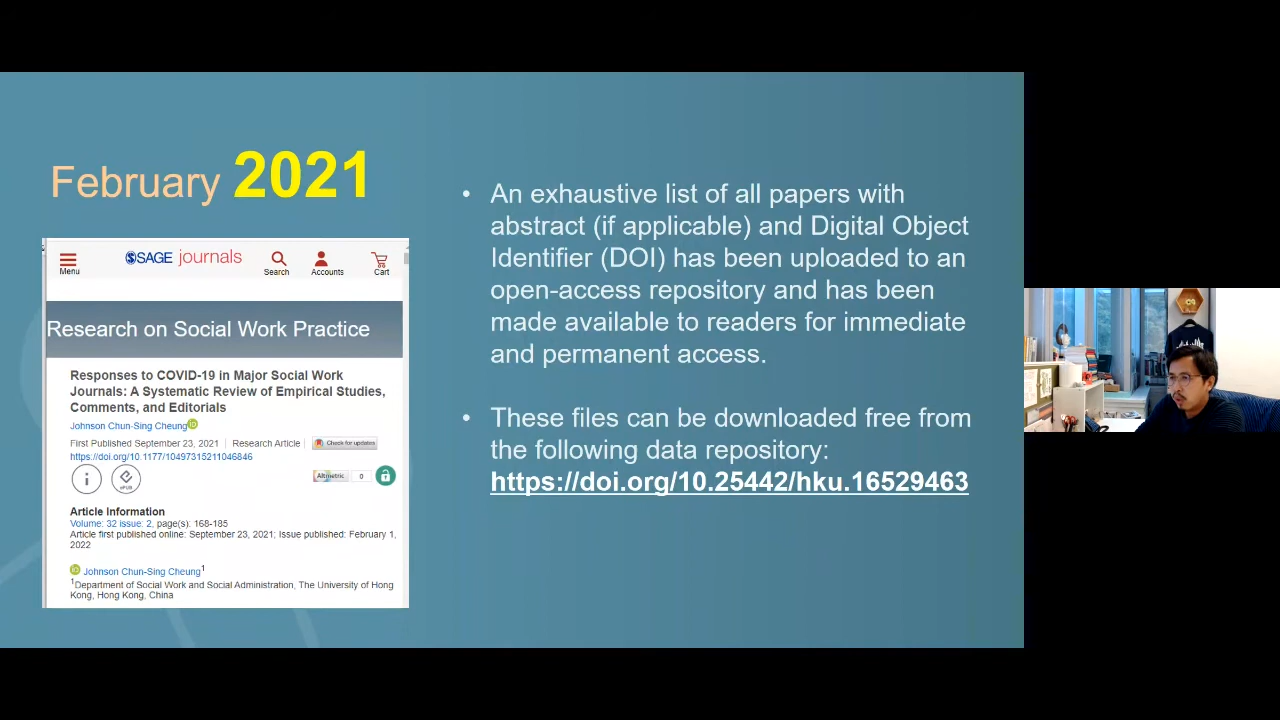 February 2021
SAGE journals
Menu
Search
Accounts
Cart
Research on Social Work Practice
Responses to COVID-19 in Major Social Work
Journals: A Systematic Review of Empirical Studies,
Comments, and Editorials
Johnson Chun-Sing Cheung
First Published September 23, 2021 | Research Article | Check for updates
https://doi.org/10.1177/10497315211046846
ePUB
Altmetric 0
Article Information
Volume: 32 issue: 2, page(s): 168-185
Article first published online: September 23, 2021; Issue published: February 1,
2022
Johnson Chun-Sing Cheung1
1Department of Social Work and Social Administration, The University of Hong
Kong, Hong Kong, China
• An exhaustive list of all papers with
abstract (if applicable) and Digital Object
Identifier (DOI) has been uploaded to an
open-access repository and has been
made available to readers for immediate
and permanent access.
• These files can be downloaded free from
the following data repository:
https://doi.org/10.25442/hku.16529463